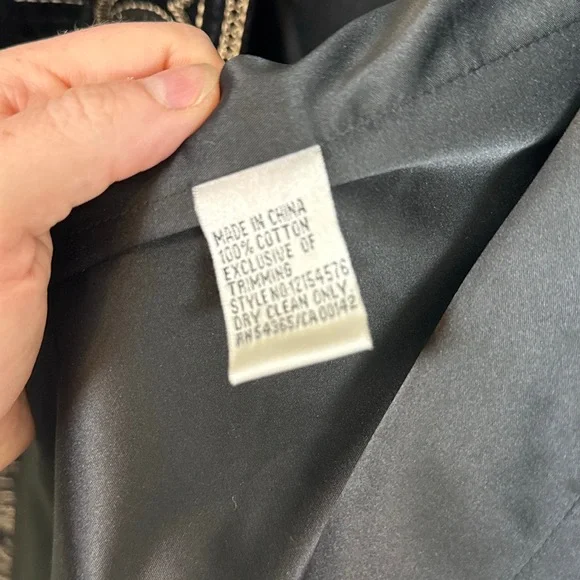 MADE IN CHINA
100% COTTON
EXCLUSIVE OF
TRIMMING
STYLE NO:12154576
DRY CLEAN ONLY
RN54365/CA00142